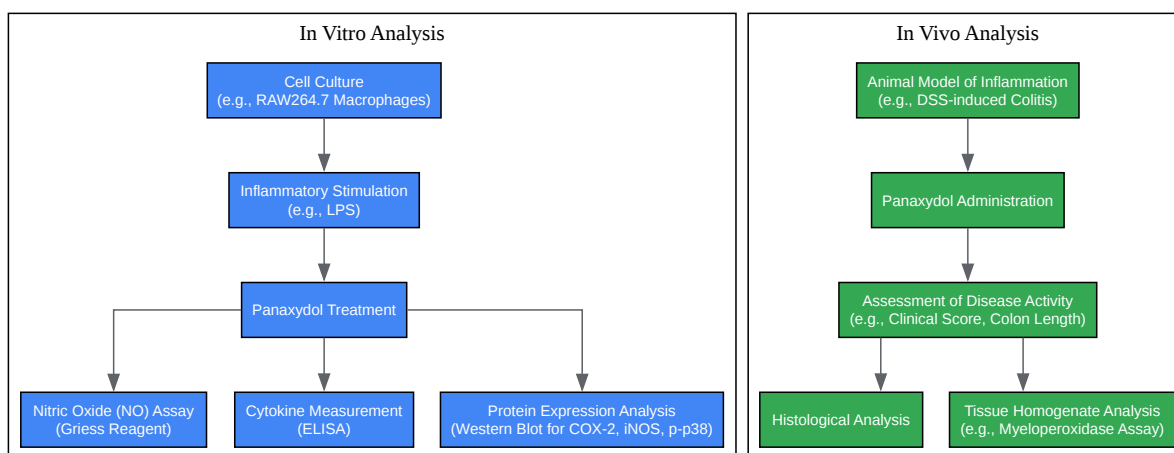 In Vitro Analysis
Cell Culture
(e.g., RAW264.7 Macrophages)
Inflammatory Stimulation
(e.g., LPS)
Panaxydol Treatment
Nitric Oxide (NO) Assay
(Griess Reagent)
Cytokine Measurement
(ELISA)
Protein Expression Analysis
(Western Blot for COX-2, iNOS, p-p38)
In Vivo Analysis
Animal Model of Inflammation
(e.g., DSS-induced Colitis)
Panaxydol Administration
Assessment of Disease Activity
(e.g., Clinical Score, Colon Length)
Histological Analysis
Tissue Homogenate Analysis
(e.g., Myeloperoxidase Assay)